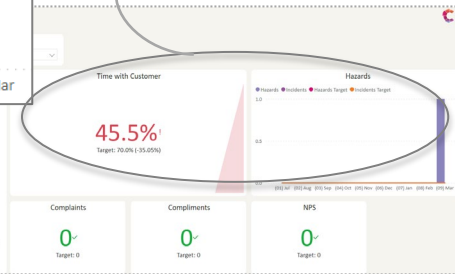 lar
Time with Customer
45.5%!
Target: 70.0% (-35.05%)
Hazards
Hazards Incidents Hazards Target Incidents Target
1.0
0.5
0.0
(01) Jul (02) Aug (03) Sep (04) Oct (05) Nov (06) Dec (07) Jan (08) Feb (09) Mar
Complaints
0
Target: 0
Compliments
0
Target: 0
NPS
0
Target: 0